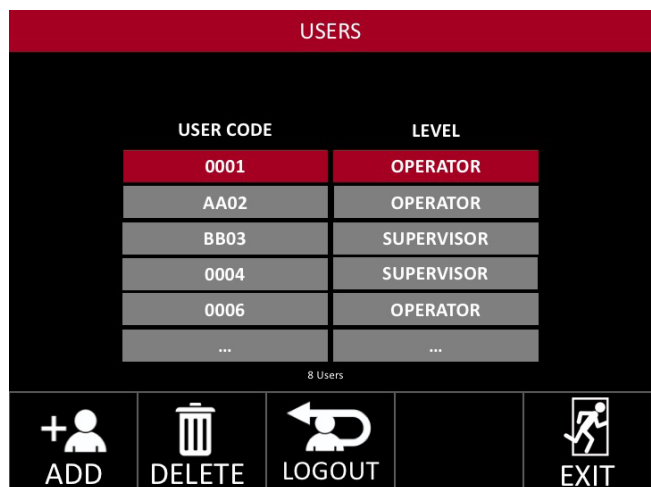 USERS
USER CODE LEVEL
0001 OPERATOR
AA02 OPERATOR
BB03 SUPERVISOR
0004 SUPERVISOR
0006 OPERATOR
... ...
8 Users
ADD DELETE LOGOUT EXIT